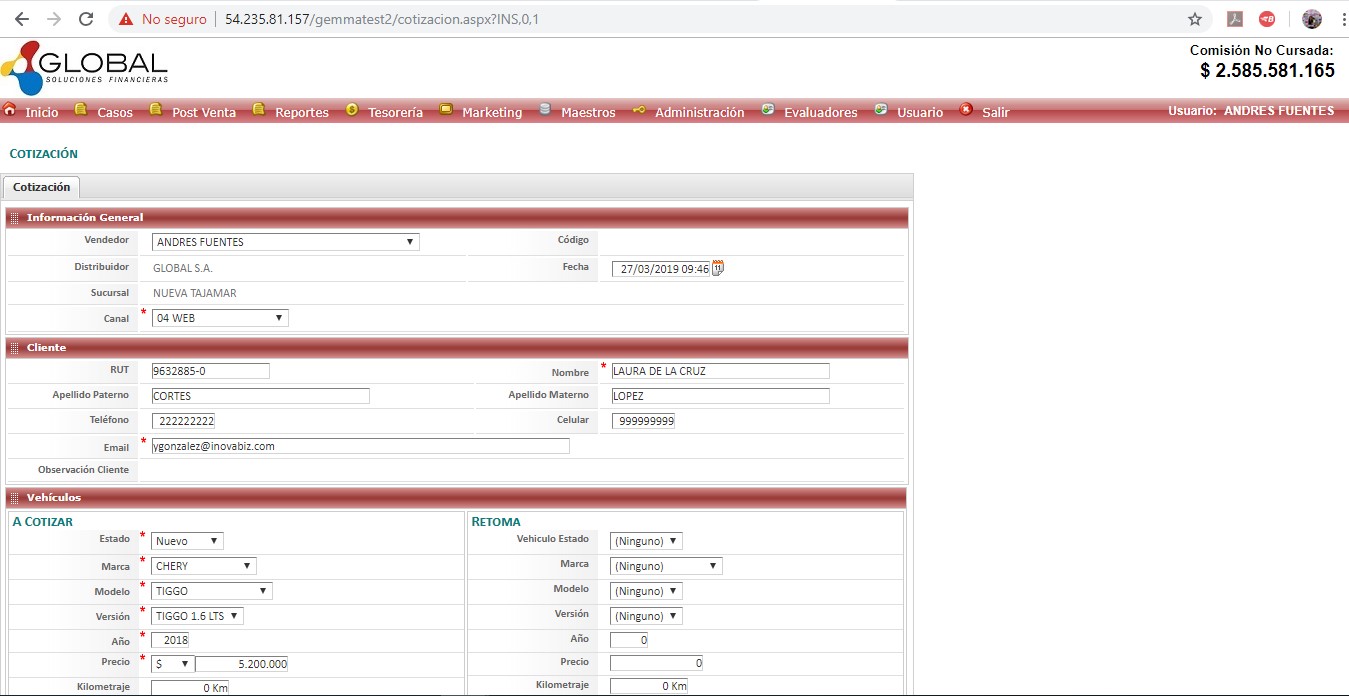 No seguro 54.235.81.157/gemmatest2/cotizacion.aspx?INS,0,1
GLOBAL
SOLUCIONES FINANCIERAS
Comisión No Cursada:
$ 2.585.581.165
Inicio Casos Post Venta Reportes Tesorería Marketing Maestros Administración Evaluadores Usuario Salir Usuario: ANDRES FUENTES
COTIZACIÓN
Cotización
Información General
Vendedor ANDRES FUENTES Código
Distribuidor GLOBAL S.A. Fecha 27/03/2019 09:46
Sucursal NUEVA TAJAMAR
Canal * 04 WEB
Cliente
RUT 9632885-0 Nombre * LAURA DE LA CRUZ
Apellido Paterno CORTES Apellido Materno LOPEZ
Teléfono 222222222 Celular 999999999
Email * ygonzalez@inovabiz.com
Observación Cliente
Vehículos
A COTIZAR RETOMA
Estado * Nuevo Vehiculo Estado (Ninguno)
Marca * CHERY Marca (Ninguno)
Modelo * TIGGO Modelo (Ninguno)
Versión * TIGGO 1.6 LTS Versión (Ninguno)
Año * 2018 Año 0
Precio * $ 5.200.000 Precio 0
Kilometraje 0 Km Kilometraje 0 Km